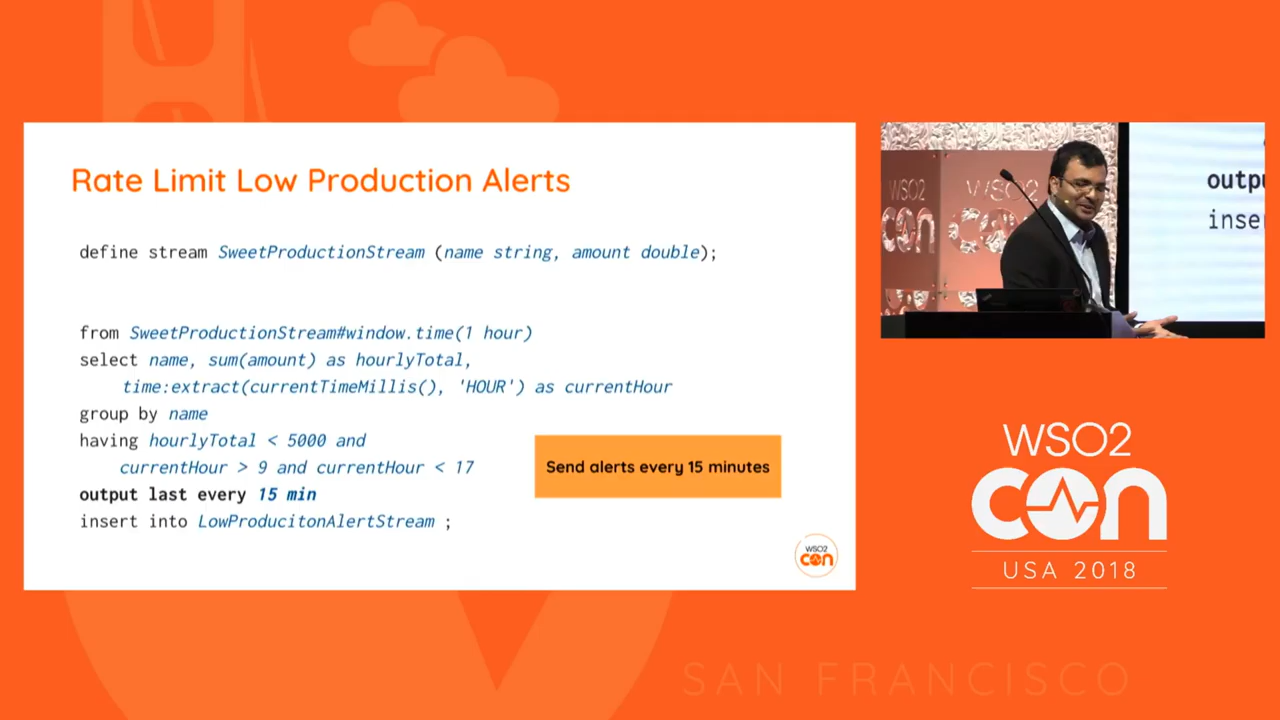 Rate Limit Low Production Alerts
define stream SweetProductionStream (name string, amount double);
from SweetProductionStream#window.time(1 hour)
select name, sum(amount) as hourlyTotal,
time:extract(currentTimeMillis(), 'HOUR') as currentHour
group by name
having hourlyTotal < 5000 and
currentHour > 9 and currentHour < 17
output last every 15 min
insert into LowProducitonAlertStream ;
Send alerts every 15 minutes
WSO2
con
WSO2
WSO2
con
con
outpu
inser
WSO2
con
USA 2018
SAN FRANCISCO